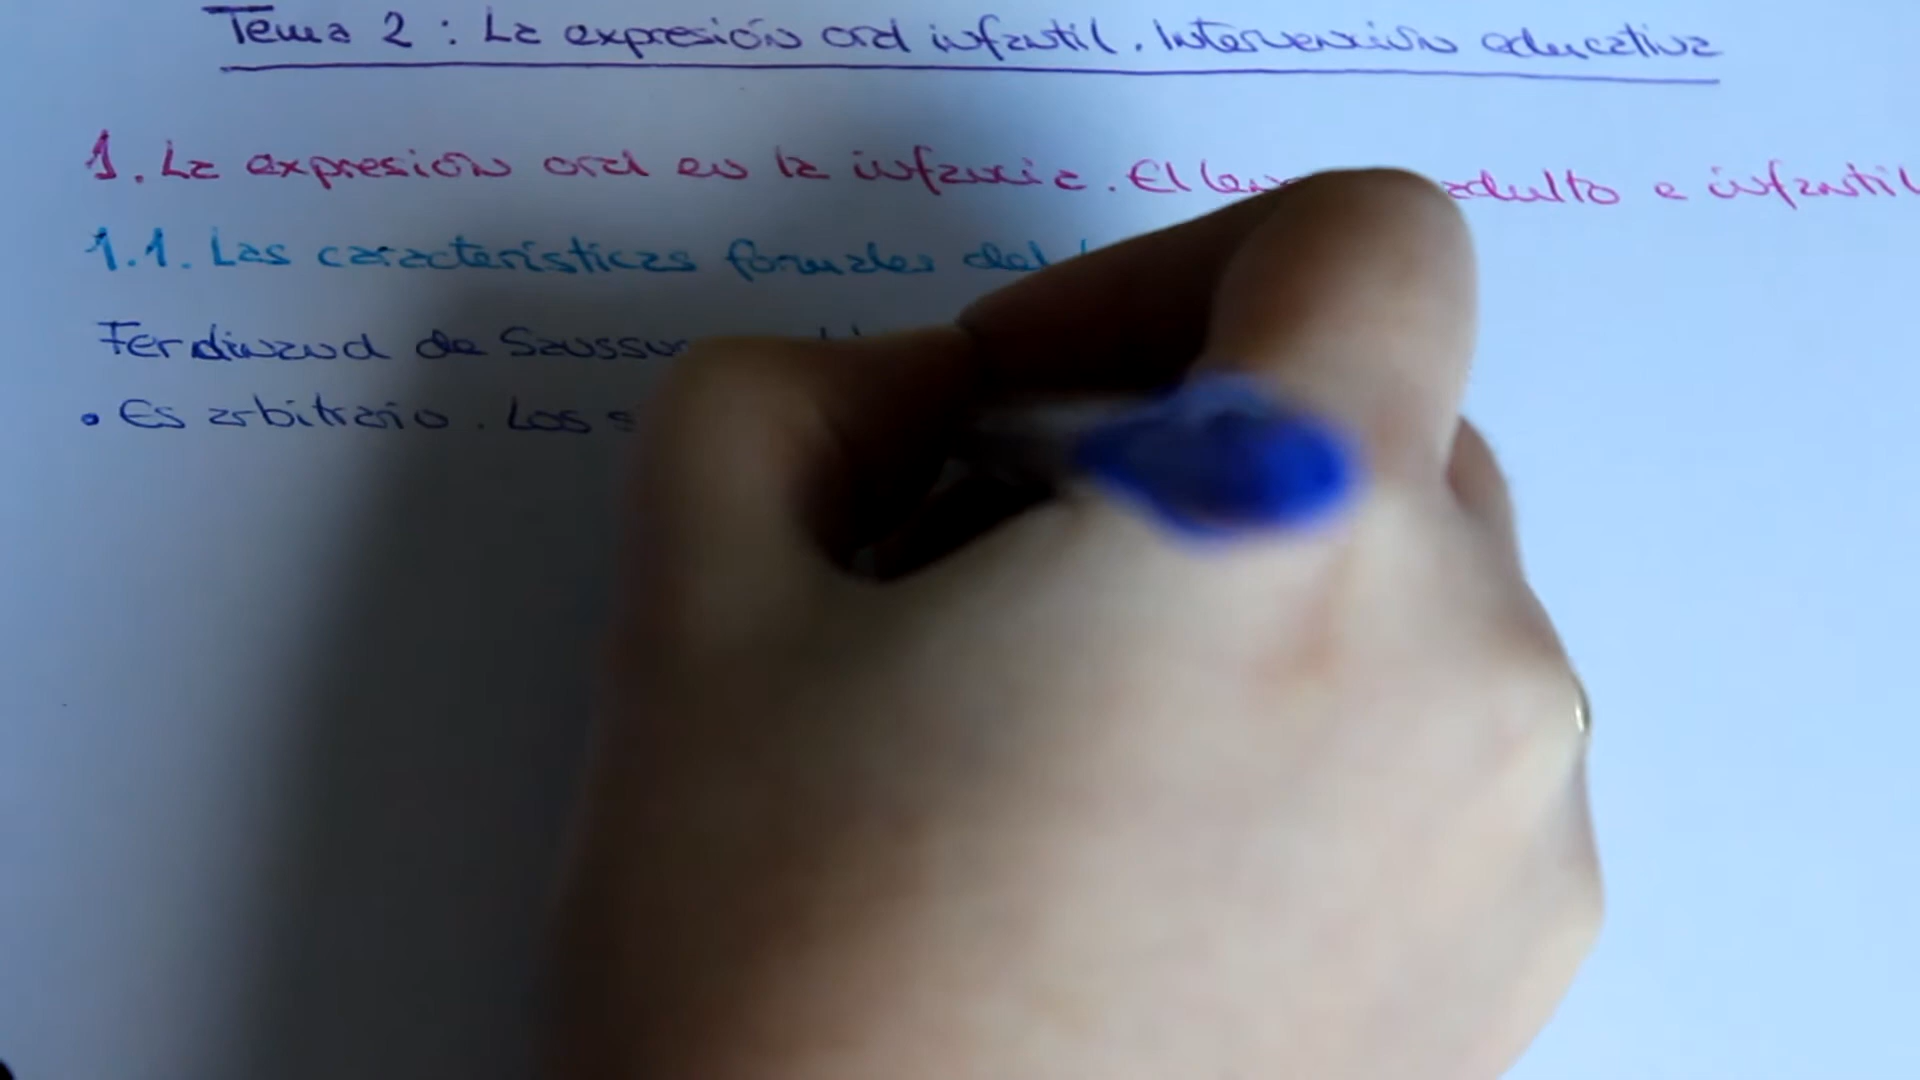 Tema 2 : La expresión oral infantil. Intervención educativa
1. La expresión oral en la infancia. El adulto e infantil
1.1. Las características formales del
Ferdinand de Saussure
• Es arbitrario. Los